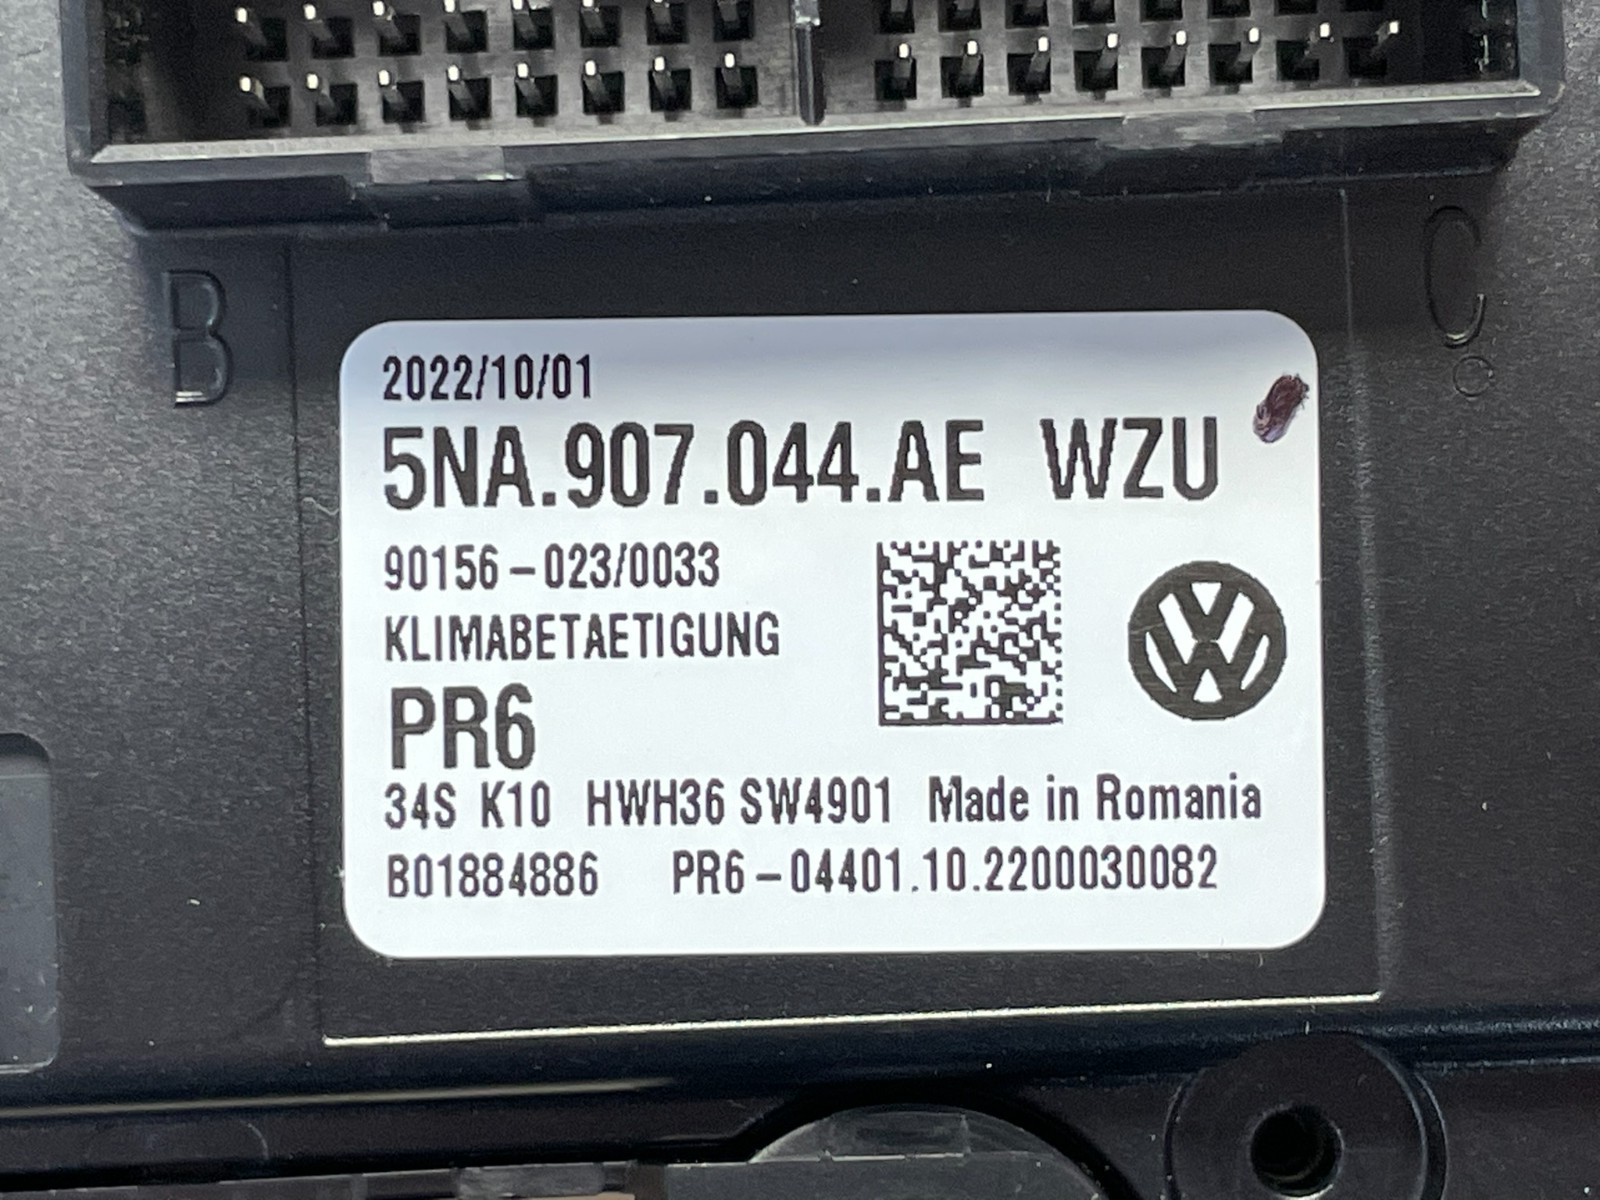 B
C
2022/10/01
5NA.907.044.AE WZU
90156-023/0033
KLIMABETAETIGUNG
PR6
34S K10 HWH36 SW4901 Made in Romania
B01884886 PR6-04401.10.2200030082